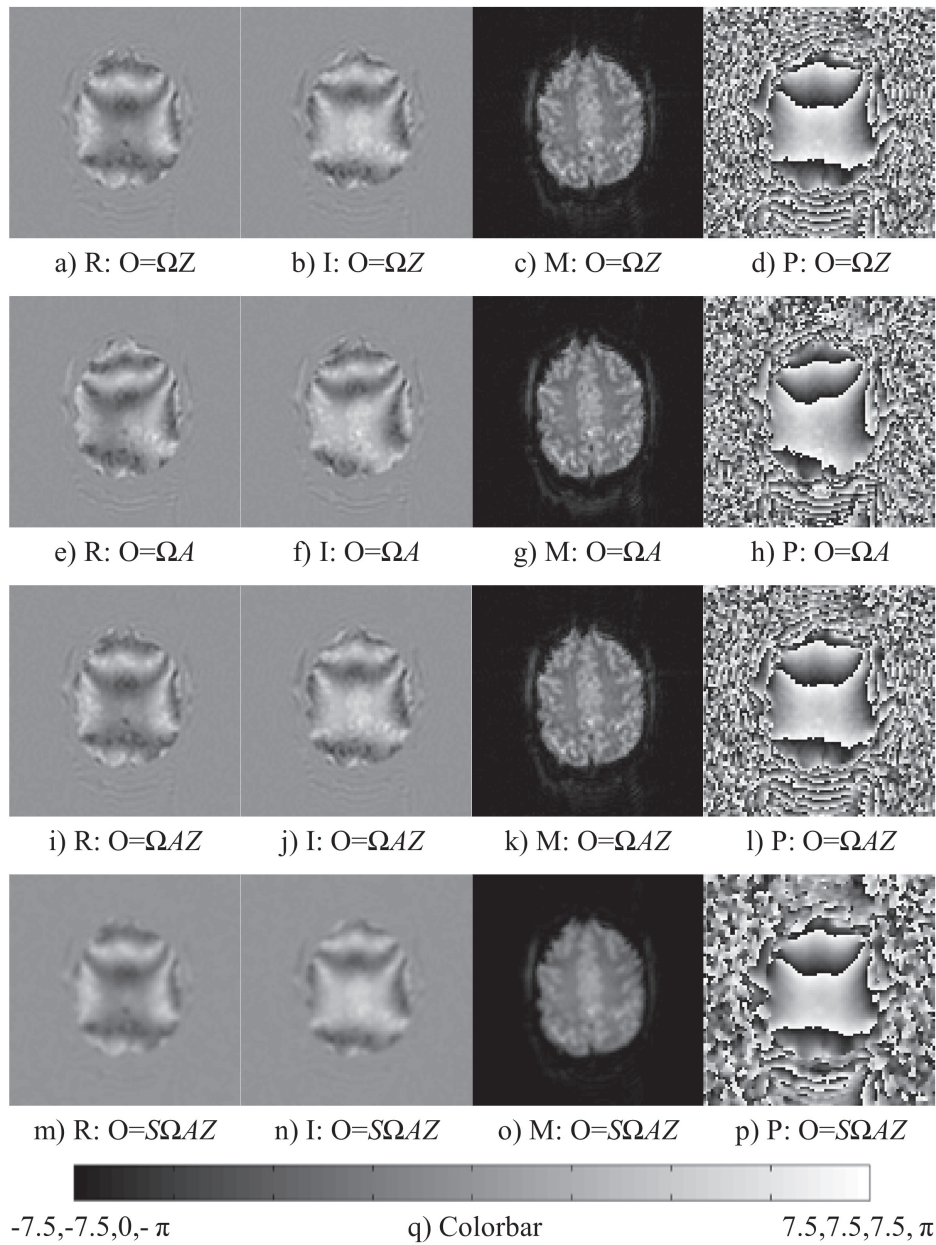 a) R: O=ΩZ b) I: O=ΩZ c) M: O=ΩZ d) P: O=ΩZ
e) R: O=ΩA f) I: O=ΩA g) M: O=ΩA h) P: O=ΩA
i) R: O=ΩAZ j) I: O=ΩAZ k) M: O=ΩAZ l) P: O=ΩAZ
m) R: O=SΩAZ n) I: O=SΩAZ o) M: O=SΩAZ p) P: O=SΩAZ
-7.5,-7.5,0,- π q) Colorbar 7.5,7.5,7.5, π